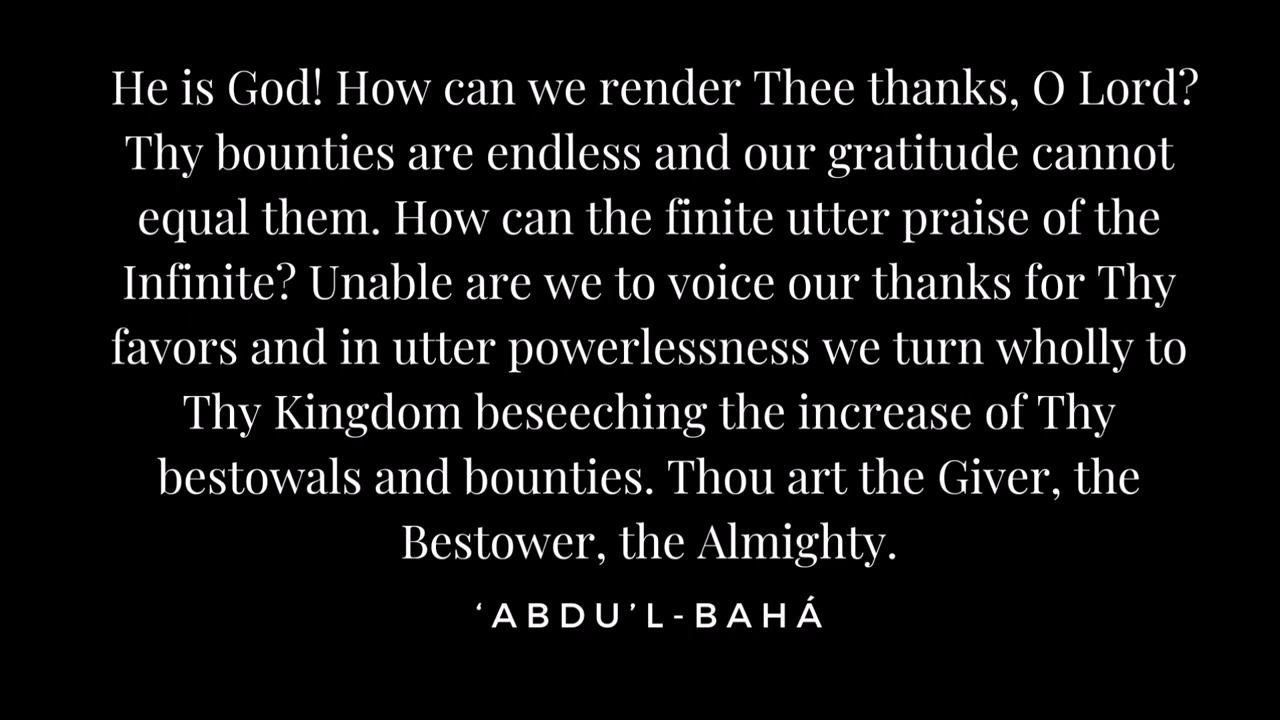 He is God! How can we render Thee thanks, O Lord?
Thy bounties are endless and our gratitude cannot
equal them. How can the finite utter praise of the
Infinite? Unable are we to voice our thanks for Thy
favors and in utter powerlessness we turn wholly to
Thy Kingdom beseeching the increase of Thy
bestowals and bounties. Thou art the Giver, the
Bestower, the Almighty.
‘ABDU’L-BAHÁ